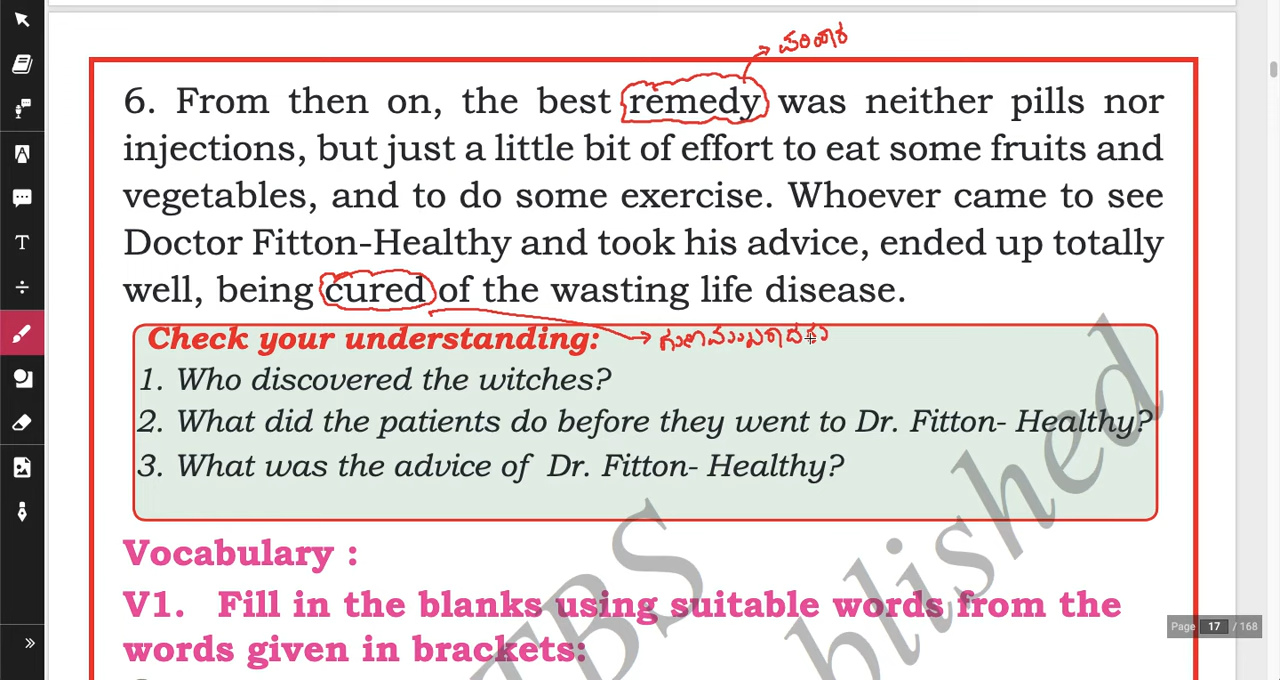 ಪರಿಹಾರ
6. From then on, the best remedy was neither pills nor
injections, but just a little bit of effort to eat some fruits and
vegetables, and to do some exercise. Whoever came to see
Doctor Fitton-Healthy and took his advice, ended up totally
well, being cured of the wasting life disease.
Check your understanding:
1. Who discovered the witches?
2. What did the patients do before they went to Dr. Fitton- Healthy?
3. What was the advice of Dr. Fitton- Healthy?
Vocabulary :
V1. Fill in the blanks using suitable words from the
words given in brackets:
TBS
blished
Page 17 / 168